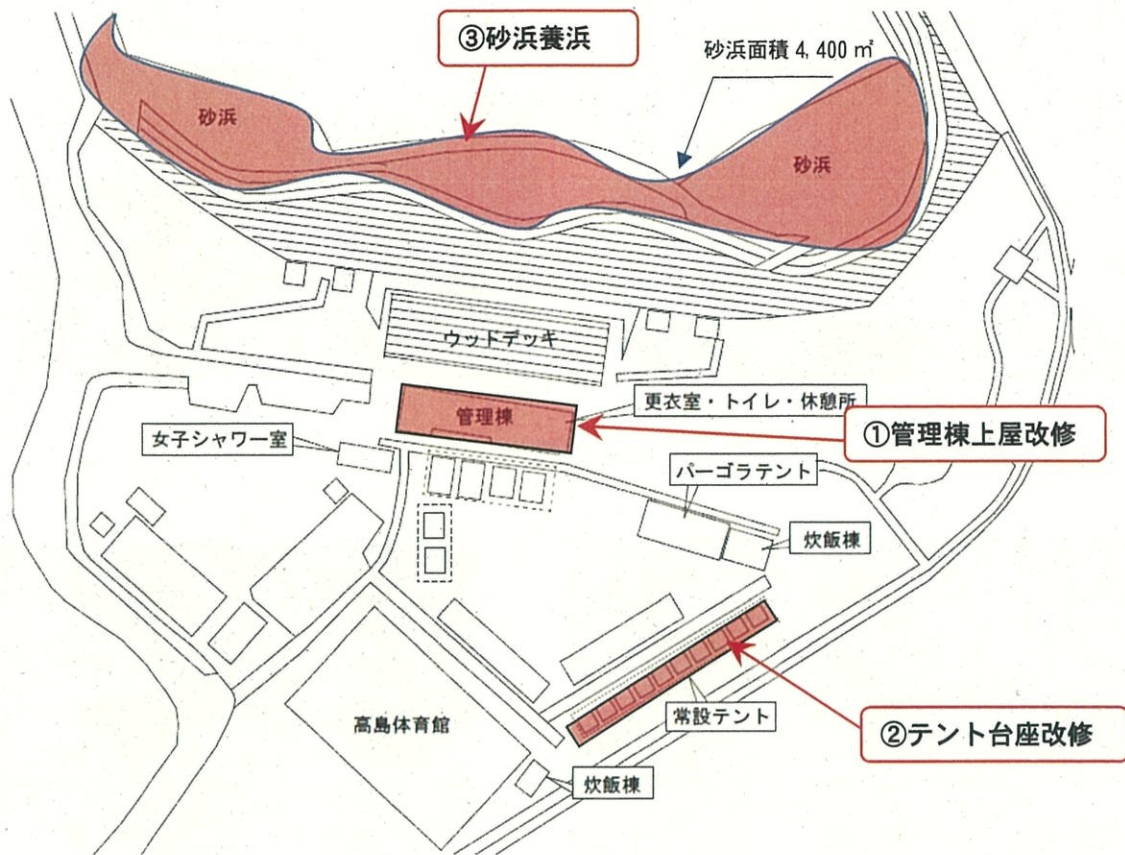 ③砂浜養浜
砂浜面積 4,400 ㎡
砂浜
砂浜
ウッドデッキ
管理棟
更衣室・トイレ・休憩所
女子シャワー室
①管理棟上屋改修
パーゴラテント
炊飯棟
常設テント
高島体育館
②テント台座改修
炊飯棟